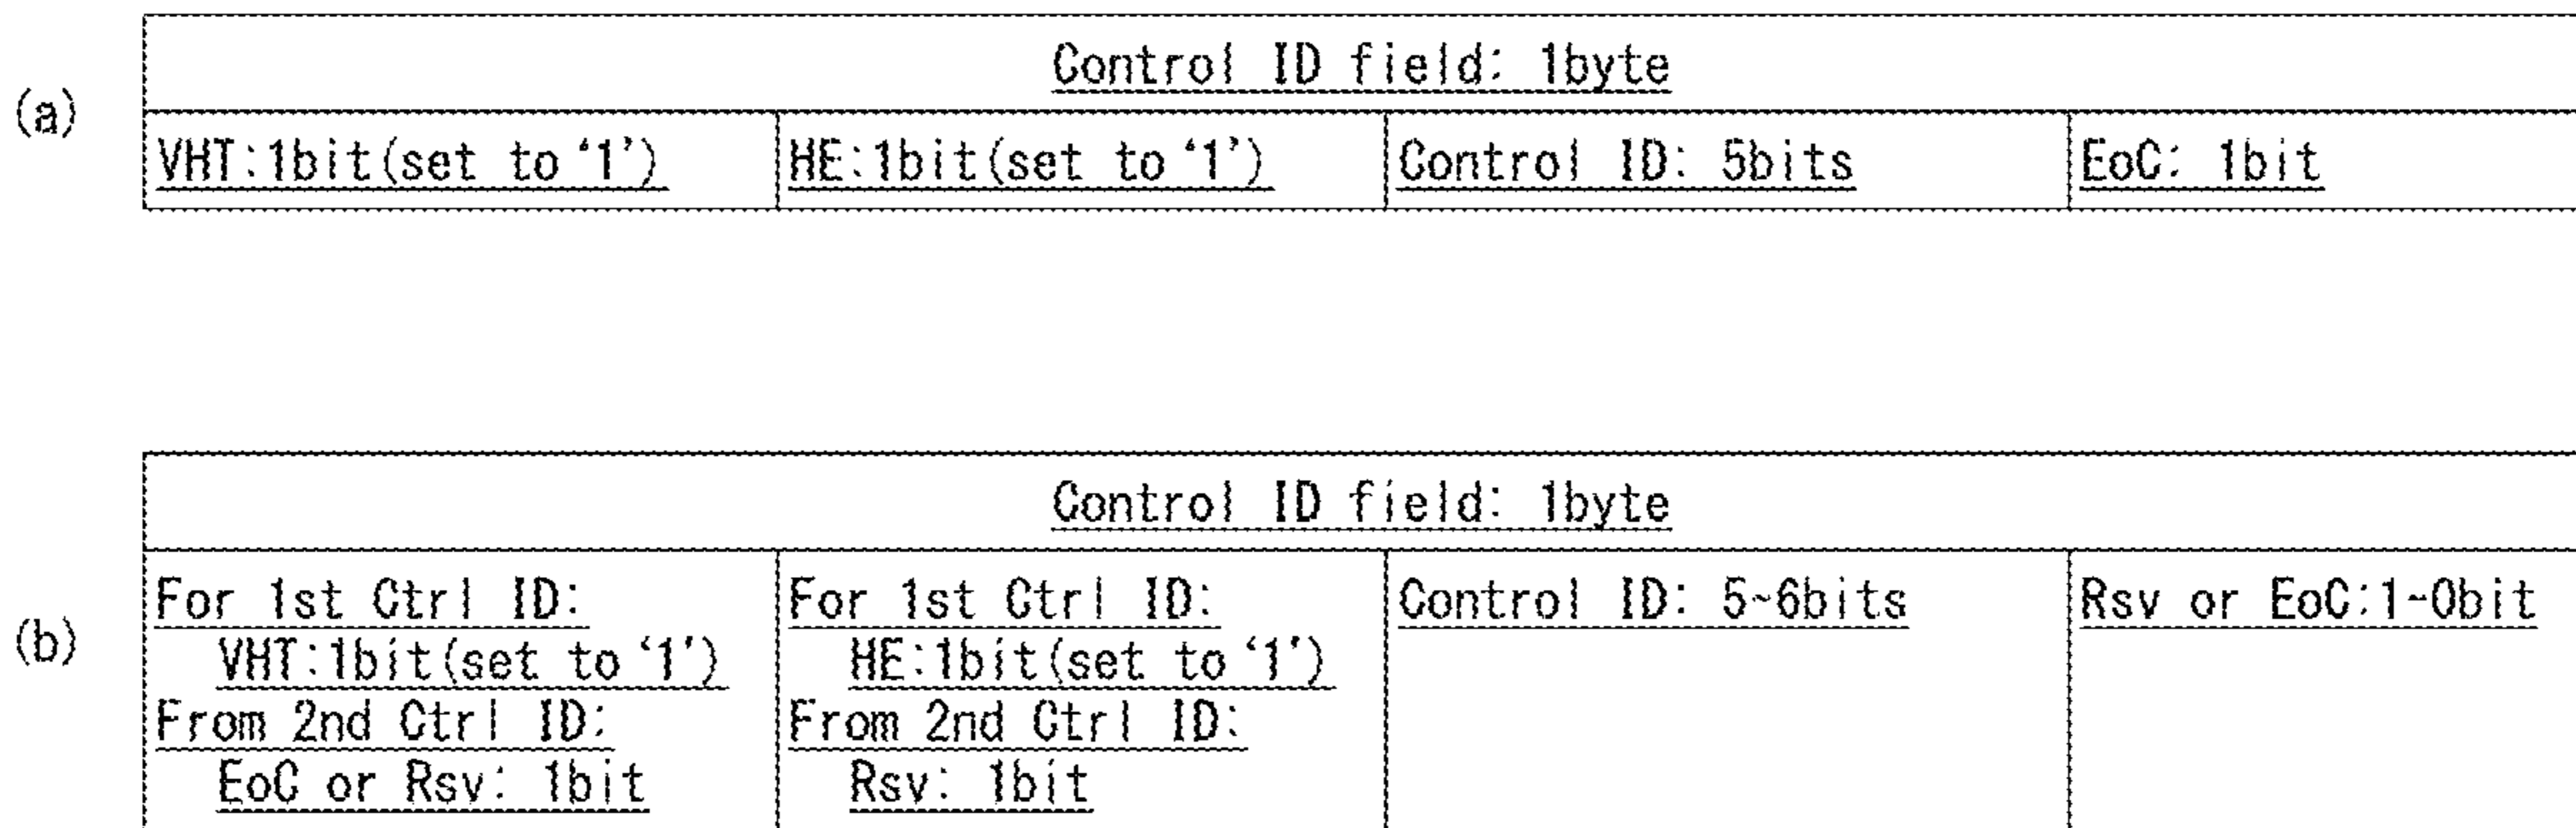 (a)
Control ID field: 1byte
VHT:1bit(set to ‘1’) HE:1bit(set to ‘1’) Control ID: 5bits EoC: 1bit
(b)
Control ID field: 1byte
For 1st Ctrl ID: For 1st Ctrl ID: Control ID: 5~6bits Rsv or EoC:1~0bit
VHT:1bit(set to ‘1’) HE:1bit(set to ‘1’)
From 2nd Ctrl ID: From 2nd Ctrl ID:
EoC or Rsv: 1bit Rsv: 1bit